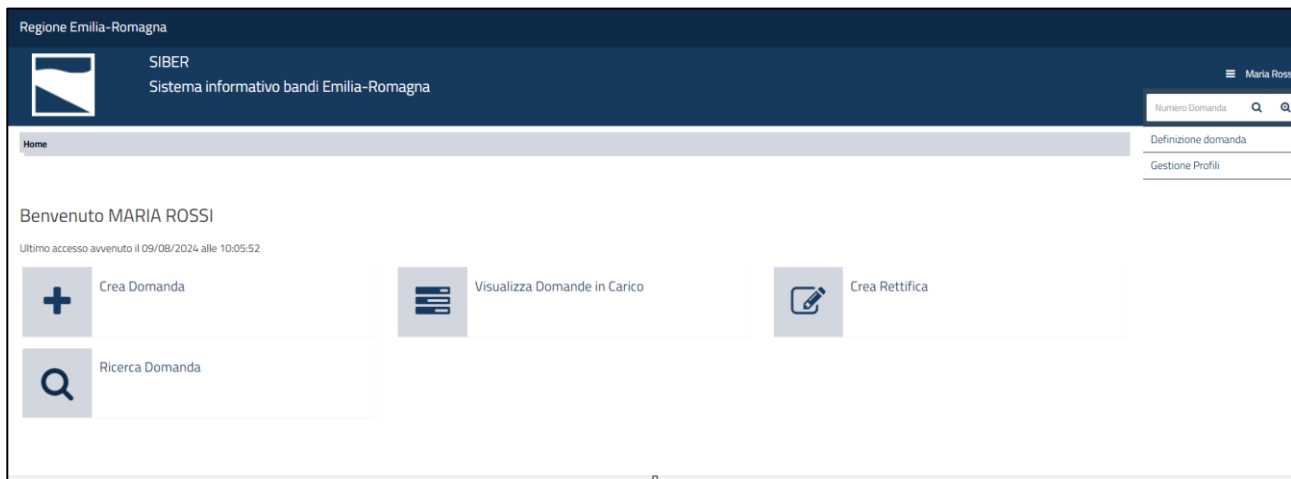 Regione Emilia-Romagna
SIBER
Sistema informativo bandi Emilia-Romagna
Maria Ross
Numero Domanda
Home
Definizione domanda
Gestione Profili
Benvenuto MARIA ROSSI
Ultimo accesso avvenuto il 09/08/2024 alle 10:05:52
Crea Domanda
Visualizza Domande in Carico
Crea Rettifica
Ricerca Domanda